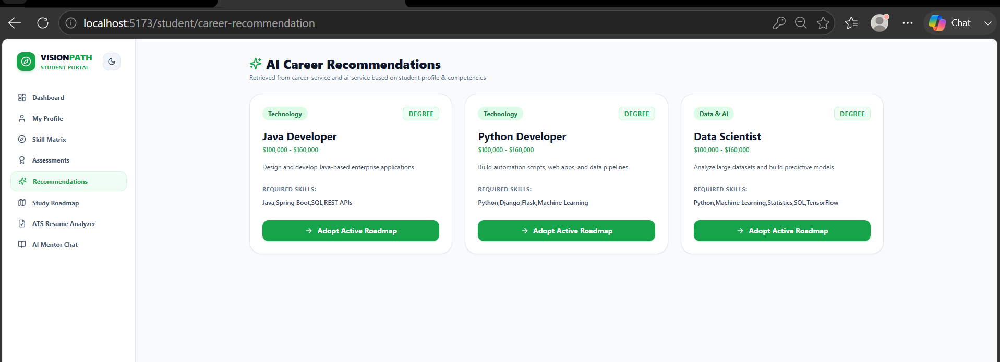 localhost:5173/student/career-recommendation
Chat
VISIONPATH
STUDENT PORTAL
Dashboard
My Profile
Skill Matrix
Assessments
Recommendations
Study Roadmap
ATS Resume Analyzer
AI Mentor Chat
AI Career Recommendations
Retrieved from career-service and ai-service based on student profile & competencies
Technology
DEGREE
Java Developer
$100,000 - $160,000
Design and develop Java-based enterprise applications
REQUIRED SKILLS:
Java,Spring Boot,SQL,REST APIs
Adopt Active Roadmap
Technology
DEGREE
Python Developer
$100,000 - $160,000
Build automation scripts, web apps, and data pipelines
REQUIRED SKILLS:
Python,Django,Flask,Machine Learning
Adopt Active Roadmap
Data & AI
DEGREE
Data Scientist
$100,000 - $160,000
Analyze large datasets and build predictive models
REQUIRED SKILLS:
Python,Machine Learning,Statistics,SQL,TensorFlow
Adopt Active Roadmap